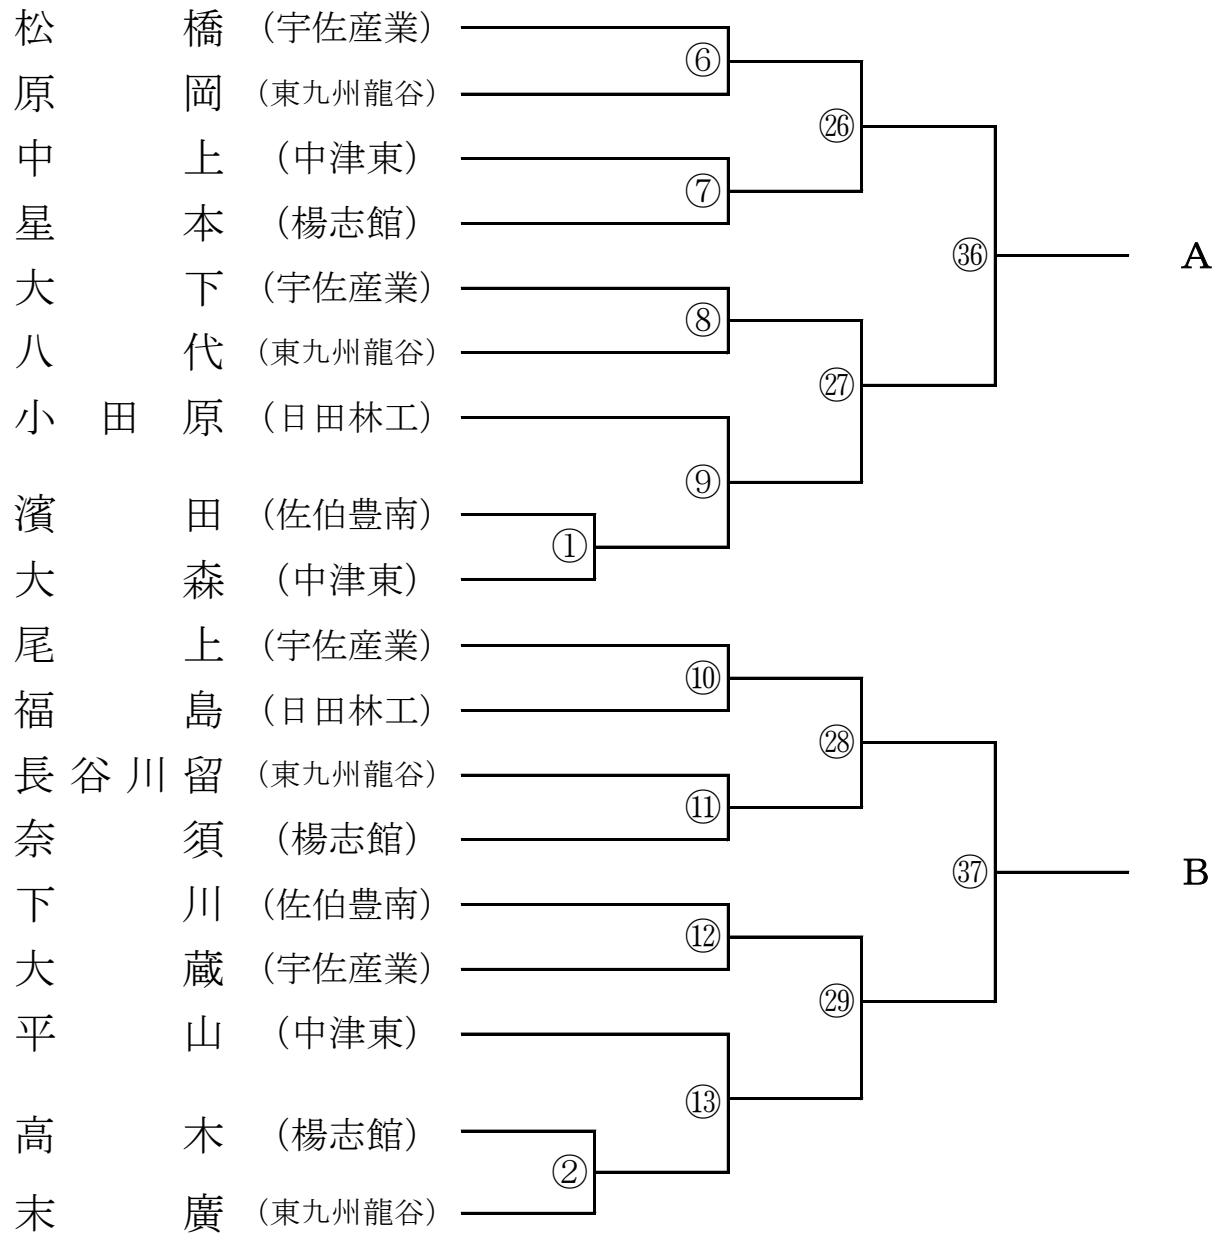 松橋 (宇佐産業)
⑥
原岡 (東九州龍谷)
㉖
中上 (中津東)
⑦
星本 (楊志館)
㊱ A
大下 (宇佐産業)
⑧
八代 (東九州龍谷)
㉗
小田原 (日田林工)
⑨
濱田 (佐伯豊南)
①
大森 (中津東)
尾上 (宇佐産業)
⑩
福島 (日田林工)
㉘
長谷川留 (東九州龍谷)
⑪
奈須 (楊志館)
㊲ B
下川 (佐伯豊南)
⑫
大蔵 (宇佐産業)
㉙
平山 (中津東)
⑬
高木 (楊志館)
②
末廣 (東九州龍谷)